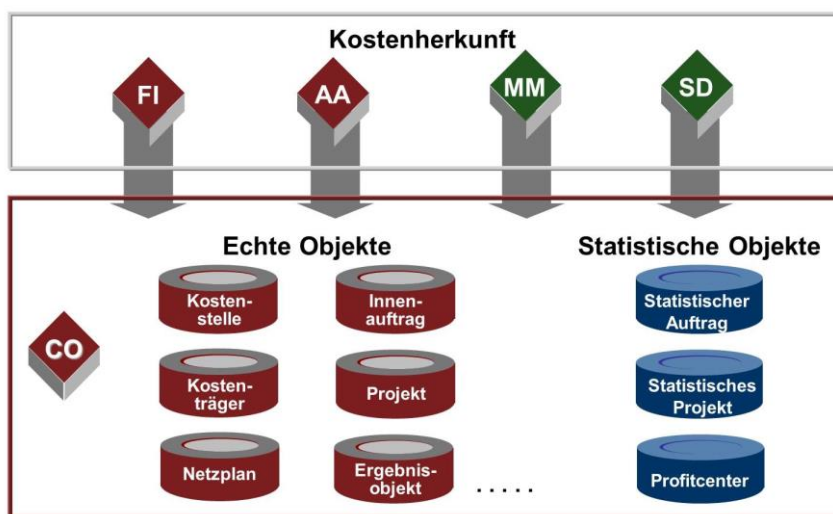 Kostenherkunft
FI
AA
MM
SD
Echte Objekte
Statistische Objekte
CO
Kosten-
stelle
Innen-
auftrag
Statistischer
Auftrag
Kosten-
träger
Projekt
Statistisches
Projekt
Netzplan
Ergebnis-
objekt
. . . . .
Profitcenter